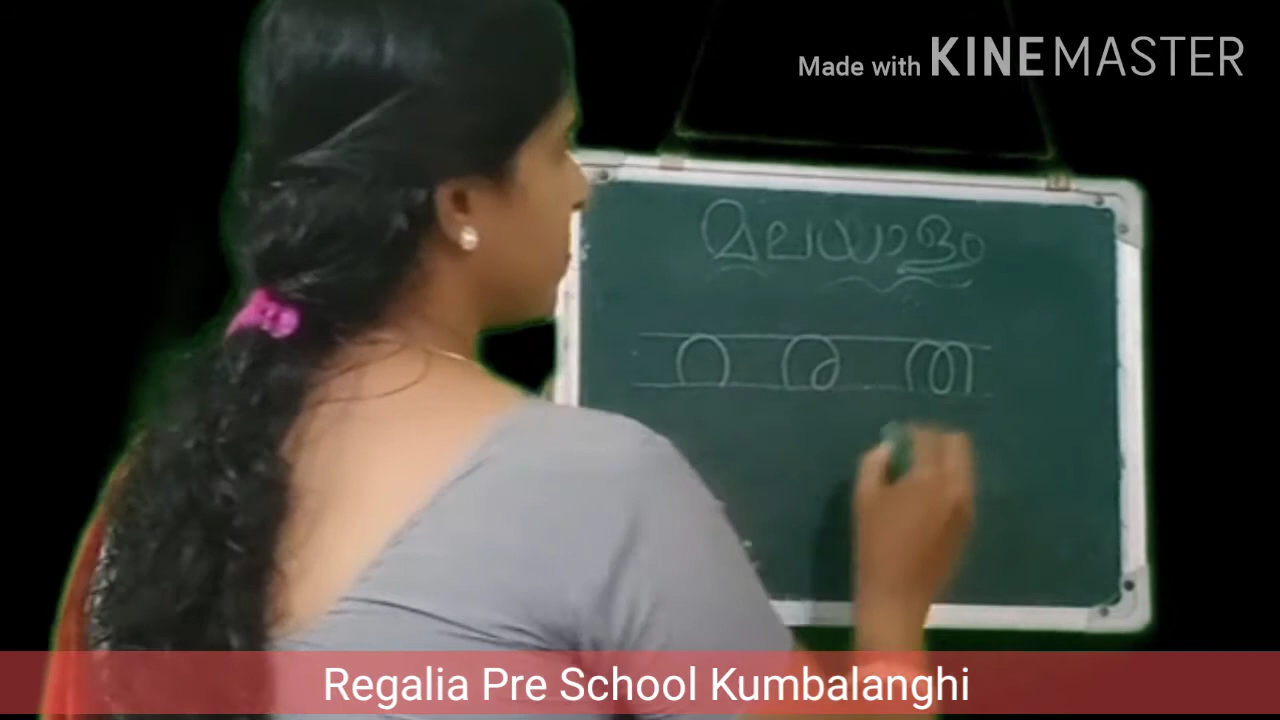 Made with KINEMASTER
മലയാളം
റ ര ത
Regalia Pre School Kumbalanghi